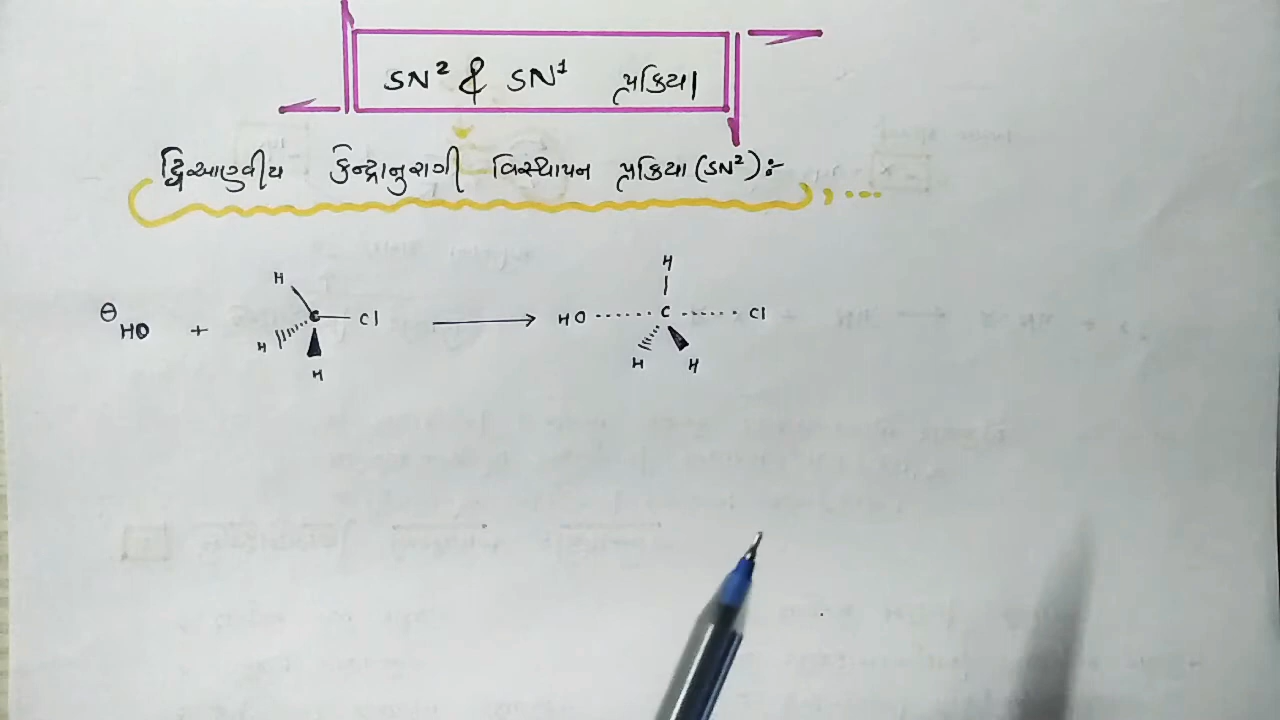 SN² & SN¹ પ્રક્રિયા
દ્વિઆણ્વીય કેન્દ્રાનુરાગી વિસ્થાપન પ્રક્રિયા (SN²) :-
H H
⊖HO + C Cl → HO ······ C ······ Cl
H H H H